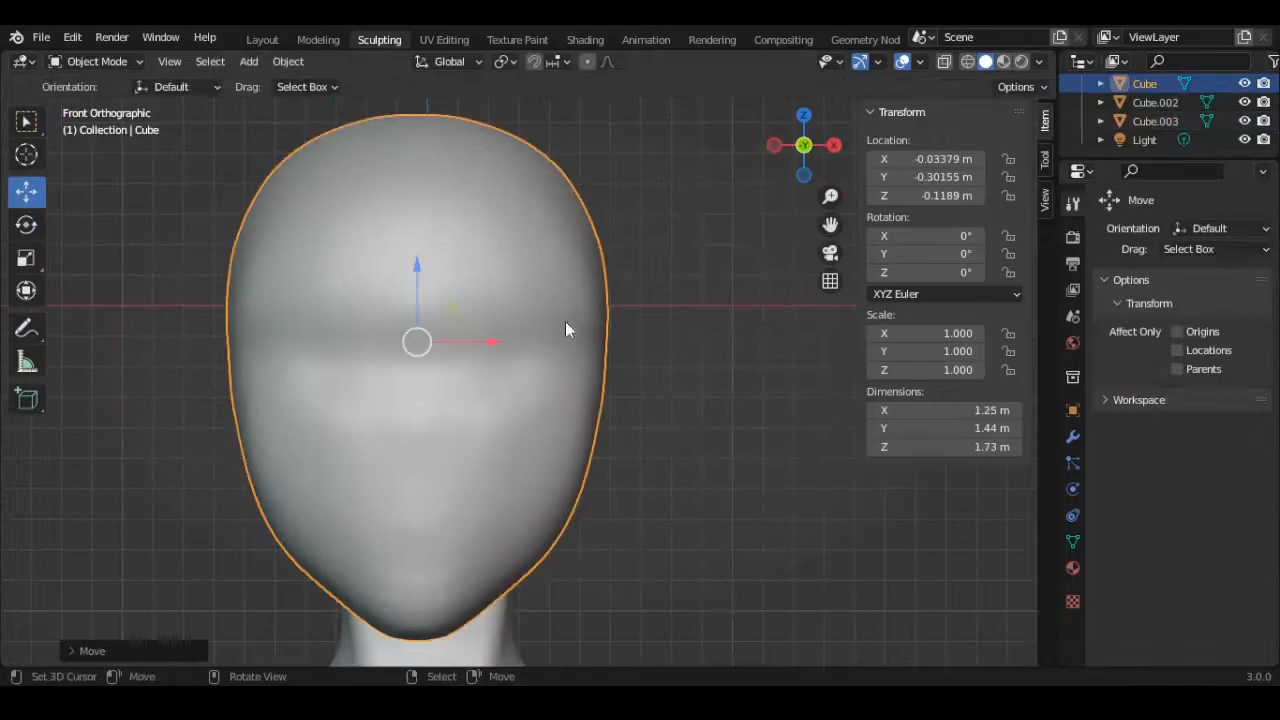 File Edit Render Window Help Layout Modeling Sculpting UV Editing Texture Paint Shading Animation Rendering Compositing Geometry Nod Scene ViewLayer
Object Mode View Select Add Object Global
Orientation: Default Drag: Select Box Options
Front Orthographic
(1) Collection | Cube
X
-Y
Z
Transform
Location:
X -0.03379 m
Y -0.30155 m
Z -0.1189 m
Rotation:
X 0°
Y 0°
Z 0°
XYZ Euler
Scale:
X 1.000
Y 1.000
Z 1.000
Dimensions:
X 1.25 m
Y 1.44 m
Z 1.73 m
Item
Tool
View
Cube
Cube.002
Cube.003
Light
Move
Orientation Default
Drag: Select Box
Options
Transform
Affect Only Origins
Locations
Parents
Workspace
Move
Set 3D Cursor Move Rotate View Select Move 3.0.0